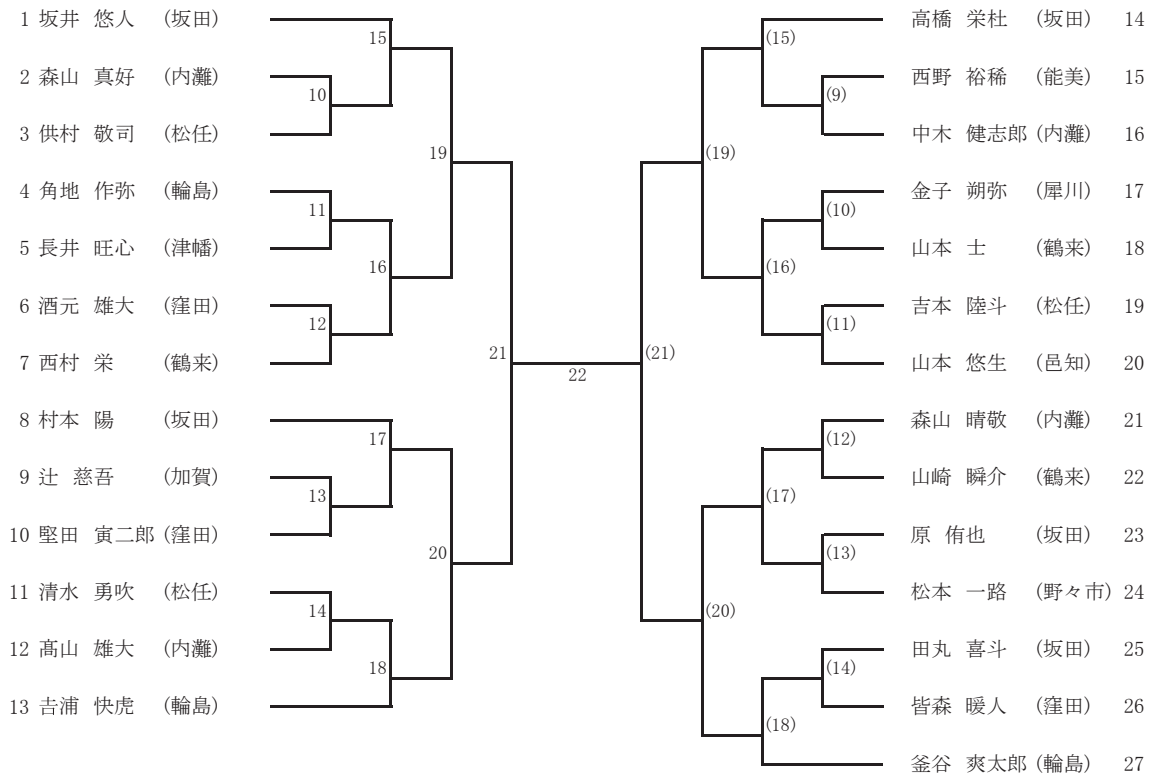 1 坂井 悠人 (坂田)
2 森山 真好 (内灘)
3 供村 敬司 (松任)
4 角地 作弥 (輪島)
5 長井 旺心 (津幡)
6 酒元 雄大 (窪田)
7 西村 栄 (鶴来)
8 村本 陽 (坂田)
9 辻 慈吾 (加賀)
10 堅田 寅二郎 (窪田)
11 清水 勇吹 (松任)
12 髙山 雄大 (内灘)
13 𠮷浦 快虎 (輪島)
15
10
19
11
16
12
21
17
13
20
14
18
22
(15)
(9)
(19)
(10)
(16)
(11)
(21)
(12)
(17)
(13)
(20)
(14)
(18)
高橋 栄杜 (坂田) 14
西野 裕稀 (能美) 15
中木 健志郎 (内灘) 16
金子 朔弥 (犀川) 17
山本 士 (鶴来) 18
吉本 陸斗 (松任) 19
山本 悠生 (邑知) 20
森山 晴敬 (内灘) 21
山崎 瞬介 (鶴来) 22
原 侑也 (坂田) 23
松本 一路 (野々市) 24
田丸 喜斗 (坂田) 25
皆森 暖人 (窪田) 26
釜谷 爽太郎 (輪島) 27